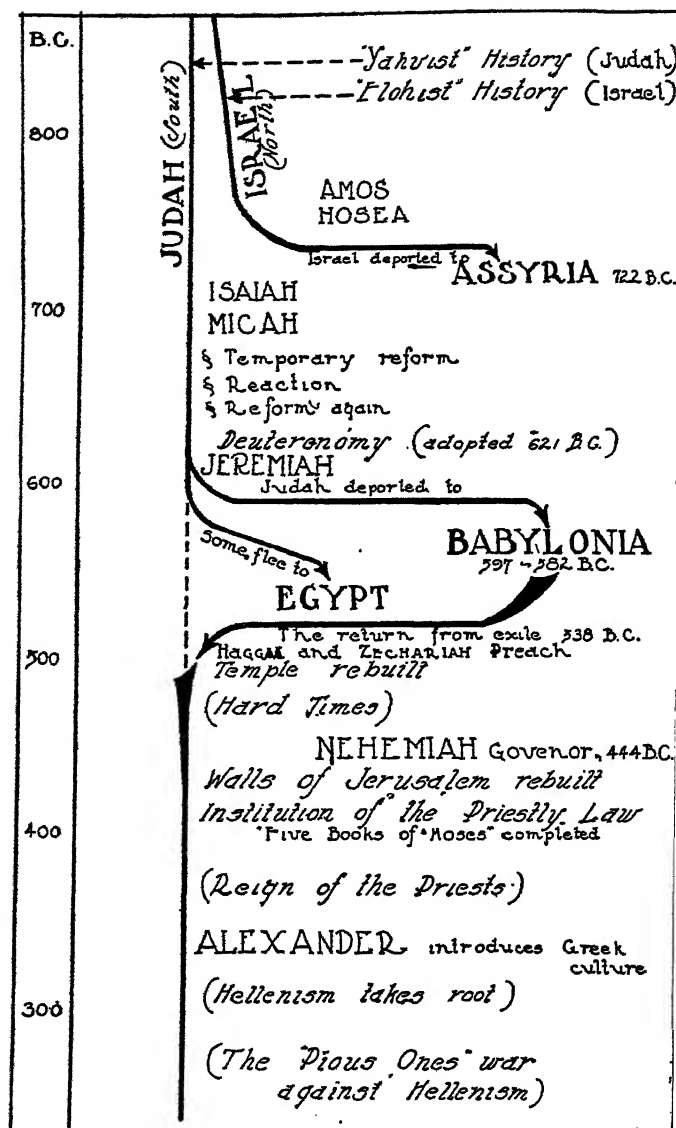 B.C.
"Yahvist" History (Judah)
"Elohist" History (Israel)
800
JUDAH (South)
ISRAEL
(North)
AMOS
HOSEA
Israel deported to
ASSYRIA 722 B.C.
ISAIAH
700
MICAH
§ Temporary reform
§ Reaction
§ Reform again
Deuteronomy (adopted 621 B.C.)
JEREMIAH
600
Judah deported to
BABYLONIA
597-582 B.C.
Some flee to
EGYPT
The return from exile 538 B.C.
HAGGAI and ZECHARIAH Preach
500
Temple rebuilt
(Hard Times)
NEHEMIAH Govenor, 444 B.C.
Walls of Jerusalem rebuilt
Institution of the Priestly Law
400
"Five Books of "Moses" completed
(Reign of the Priests.)
ALEXANDER introduces Greek
culture
(Hellenism takes root)
300
(The "Pious Ones" war
against Hellenism)